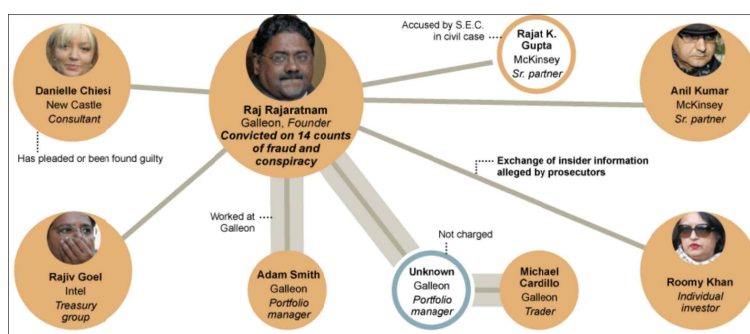 Accused by S.E.C.
in civil case
Rajat K.
Gupta
McKinsey
Sr. partner
Danielle Chiesi
New Castle
Consultant
Raj Rajaratnam
Galleon, Founder
Convicted on 14 counts
of fraud and
conspiracy
Anil Kumar
McKinsey
Sr. partner
Has pleaded or been found guilty
Exchange of insider information
alleged by prosecutors
Worked at
Galleon
Not charged
Rajiv Goel
Intel
Treasury
group
Adam Smith
Galleon
Portfolio
manager
Unknown
Galleon
Portfolio
manager
Michael
Cardillo
Galleon
Trader
Roomy Khan
Individual
investor